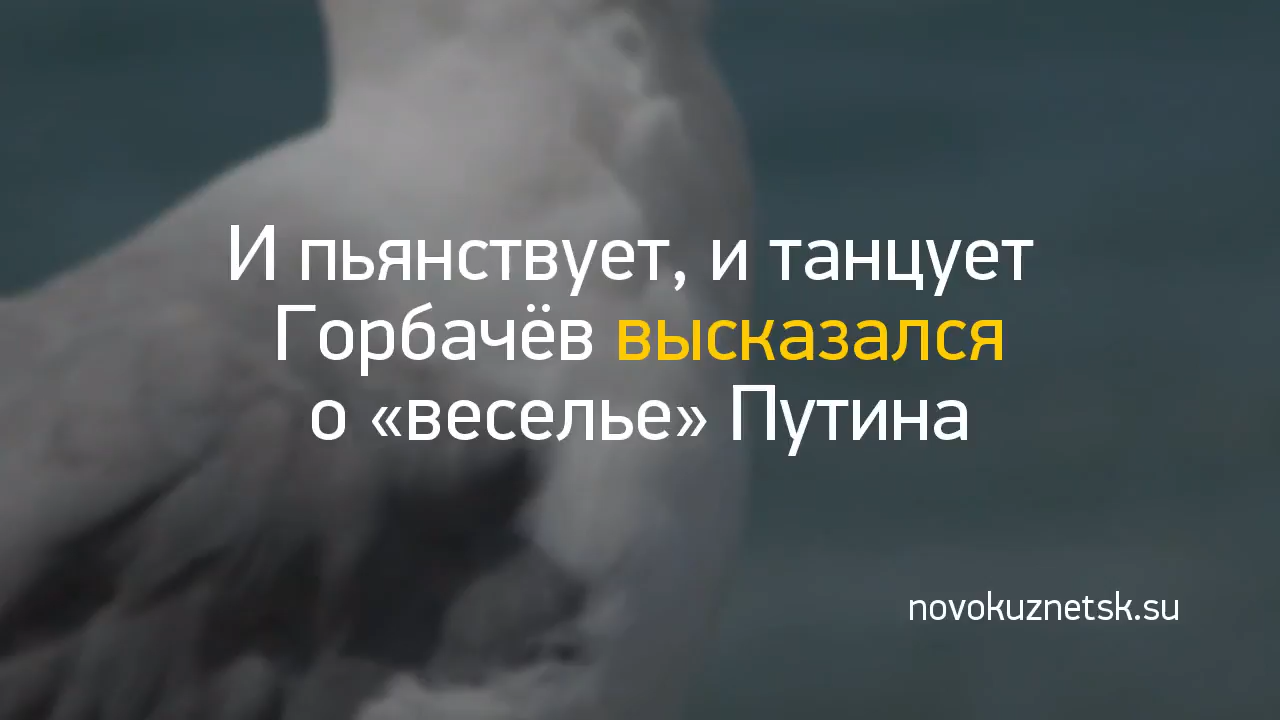 И пьянствует, и танцует
Горбачёв высказался
о «веселье» Путина
novokuznetsk.su